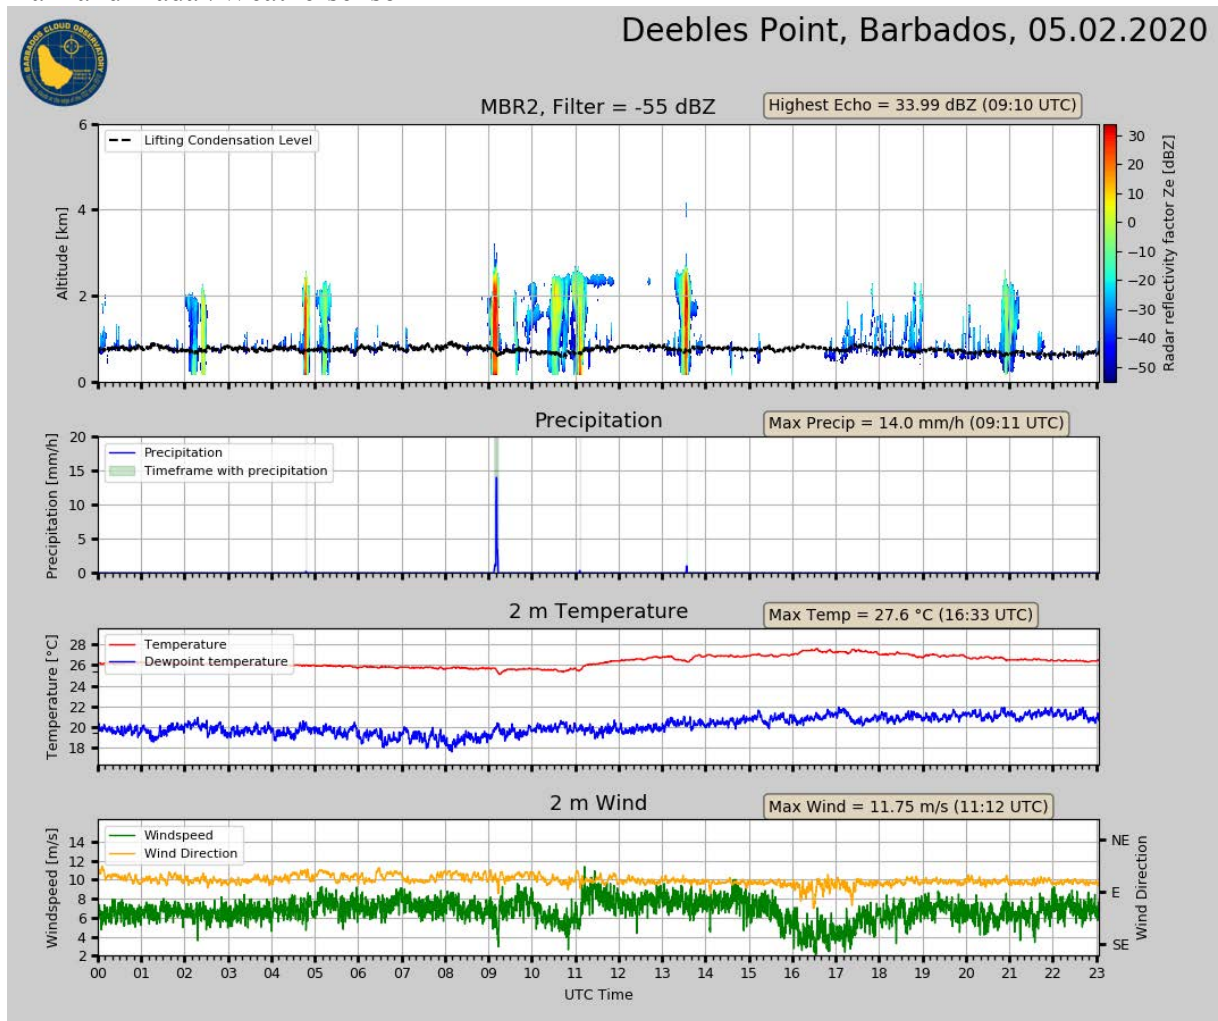 Deebles Point, Barbados, 05.02.2020
BARBADOS CLOUD OBSERVATORY
MBR2, Filter = -55 dBZ
Highest Echo = 33.99 dBZ (09:10 UTC)
Lifting Condensation Level
Altitude [km]
6
4
2
0
30
20
10
0
−10
−20
−30
−40
−50
Radar reflectivity factor Ze [dBZ]
Precipitation
Max Precip = 14.0 mm/h (09:11 UTC)
Precipitation
Timeframe with precipitation
Precipitation [mm/h]
20
15
10
5
0
2 m Temperature
Max Temp = 27.6 °C (16:33 UTC)
Temperature
Dewpoint temperature
Temperature [°C]
28
26
24
22
20
18
2 m Wind
Max Wind = 11.75 m/s (11:12 UTC)
Windspeed
Wind Direction
Windspeed [m/s]
14
12
10
8
6
4
2
NE
E
SE
Wind Direction
00 01 02 03 04 05 06 07 08 09 10 11 12 13 14 15 16 17 18 19 20 21 22 23
UTC Time